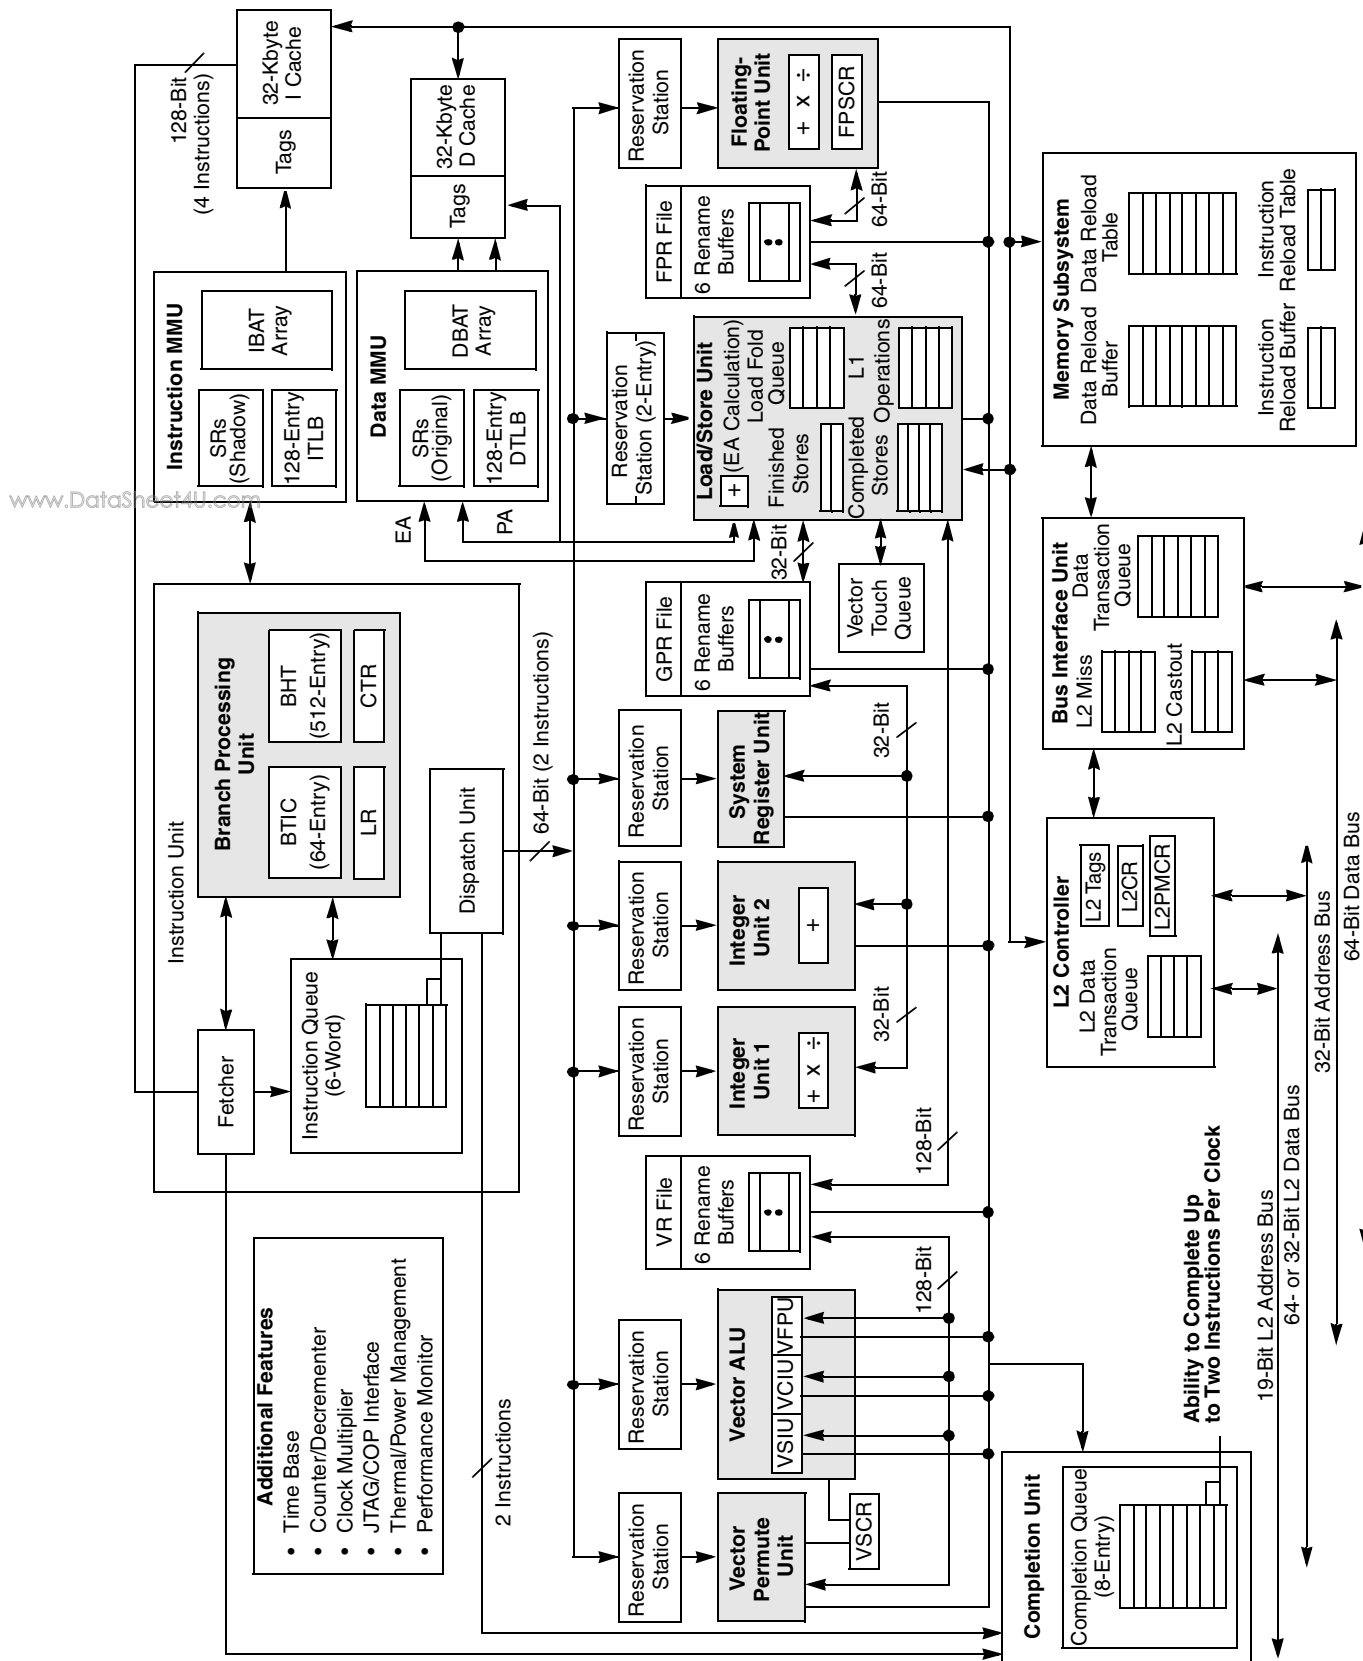 Additional Features
• Time Base
• Counter/Decrementer
• Clock Multiplier
• JTAG/COP Interface
• Thermal/Power Management
• Performance Monitor
Instruction Unit
Fetcher
Branch Processing
Unit
BTIC
(64-Entry)
BHT
(512-Entry)
LR
CTR
Instruction Queue
(6-Word)
Dispatch Unit
2 Instructions
64-Bit (2 Instructions)
128-Bit
(4 Instructions)
Instruction MMU
SRs
(Shadow)
128-Entry
ITLB
IBAT
Array
Tags
32-Kbyte
I Cache
Data MMU
SRs
(Original)
128-Entry
DTLB
DBAT
Array
Tags
32-Kbyte
D Cache
EA
PA
Reservation
Station
Reservation
Station
Reservation
Station
Reservation
Station
Reservation
Station
Reservation
Station (2-Entry)
Reservation
Station
Vector
Permute
Unit
VSCR
Vector ALU
VSIU
VCIU
VFPU
VR File
6 Rename
Buffers
128-Bit
128-Bit
Integer
Unit 1
+ x ÷
Integer
Unit 2
+
System
Register Unit
32-Bit
32-Bit
GPR File
6 Rename
Buffers
32-Bit
Vector
Touch
Queue
Load/Store Unit
+
(EA Calculation)
Finished
Stores
Load Fold
Queue
Completed
Stores
L1
Operations
FPR File
6 Rename
Buffers
64-Bit
64-Bit
Floating-
Point Unit
+ x ÷
FPSCR
Completion Unit
Completion Queue
(8-Entry)
Ability to Complete Up
to Two Instructions Per Clock
L2 Controller
L2 Data
Transaction
Queue
L2 Tags
L2CR
L2PMCR
Bus Interface Unit
L2 Miss
Data
Transaction
Queue
L2 Castout
Memory Subsystem
Data Reload
Buffer
Data Reload
Table
Instruction
Reload Buffer
Instruction
Reload Table
19-Bit L2 Address Bus
64- or 32-Bit L2 Data Bus
32-Bit Address Bus
64-Bit Data Bus
www.DataSheet4U.com